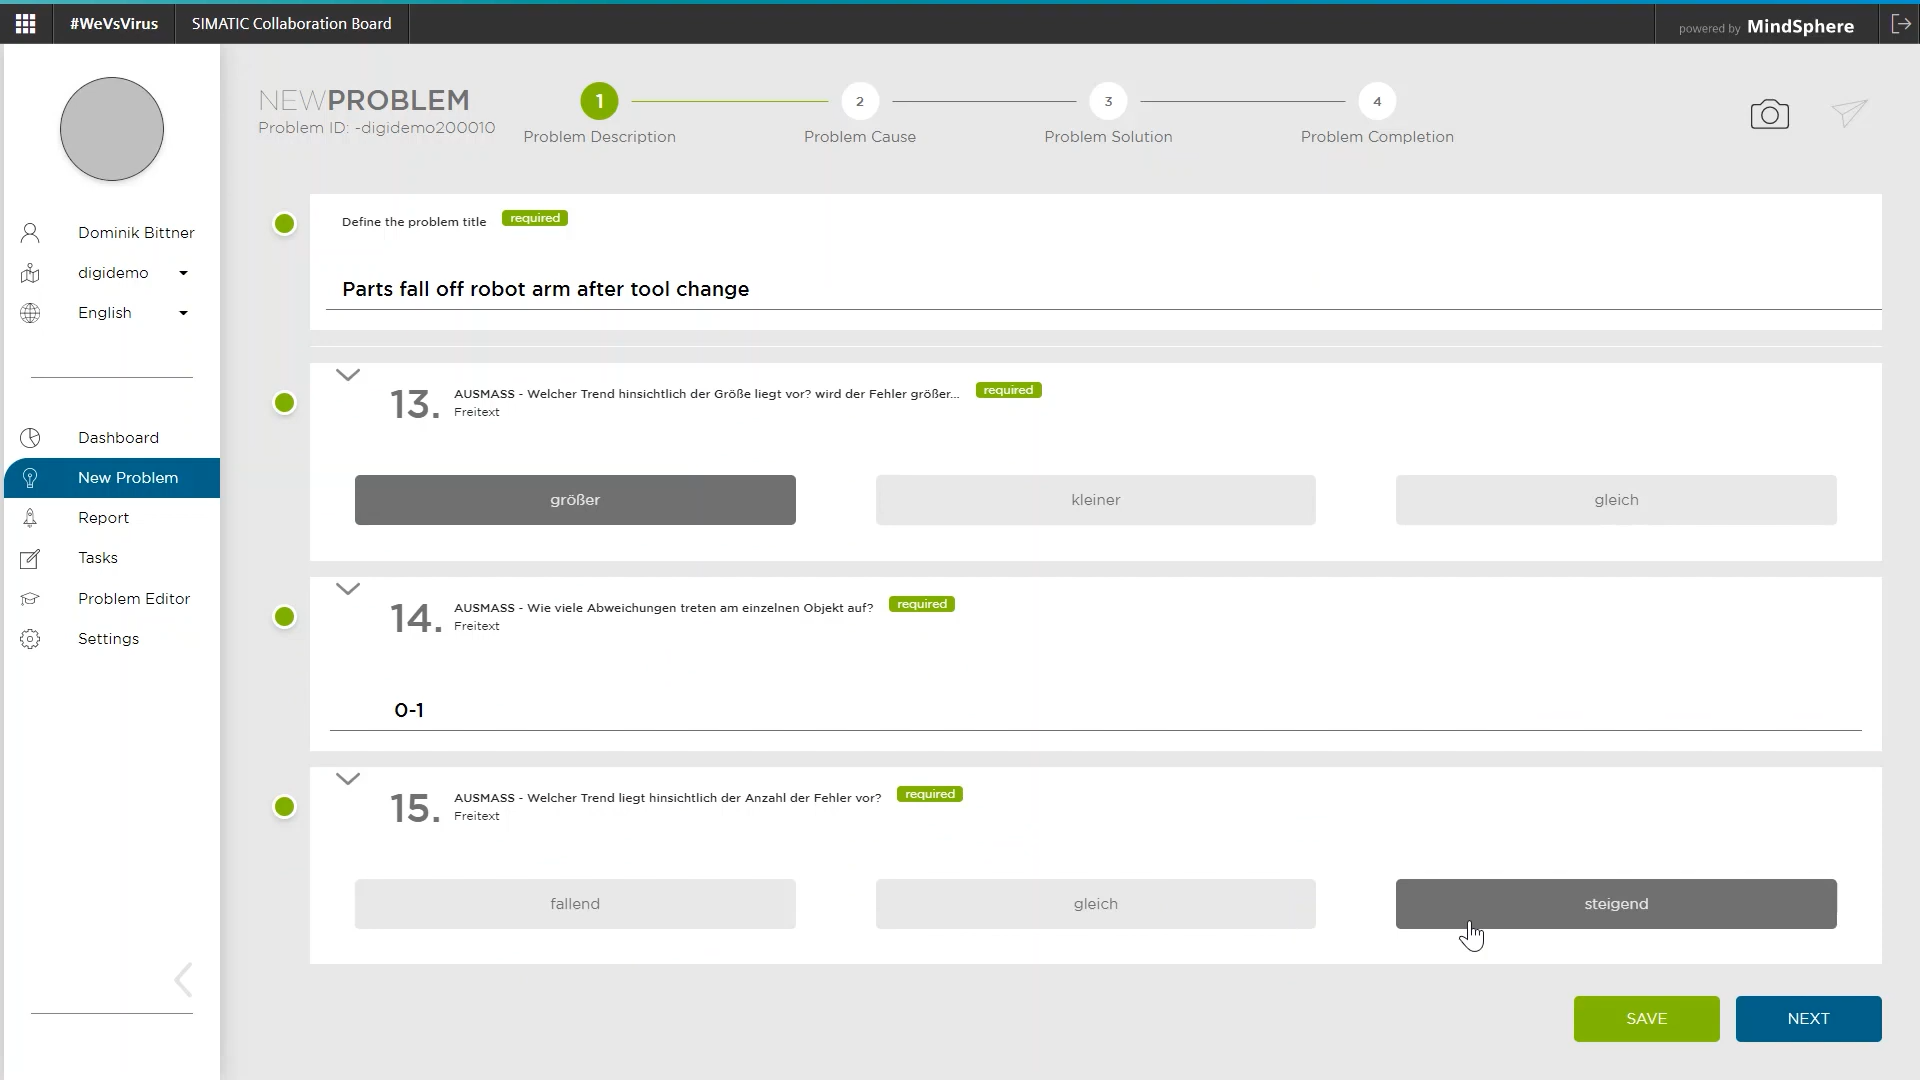 #WeVsVirus
SIMATIC Collaboration Board
powered by MindSphere
NEWPROBLEM
Problem ID: -digidemo200010
1
2
3
4
Problem Description
Problem Cause
Problem Solution
Problem Completion
Dominik Bittner
digidemo
English
Dashboard
New Problem
Report
Tasks
Problem Editor
Settings
Define the problem title required
Parts fall off robot arm after tool change
13. AUSMASS - Welcher Trend hinsichtlich der Größe liegt vor? wird der Fehler größer... required
Freitext
größer
kleiner
gleich
14. AUSMASS - Wie viele Abweichungen treten am einzelnen Objekt auf? required
Freitext
0-1
15. AUSMASS - Welcher Trend liegt hinsichtlich der Anzahl der Fehler vor? required
Freitext
fallend
gleich
steigend
SAVE
NEXT